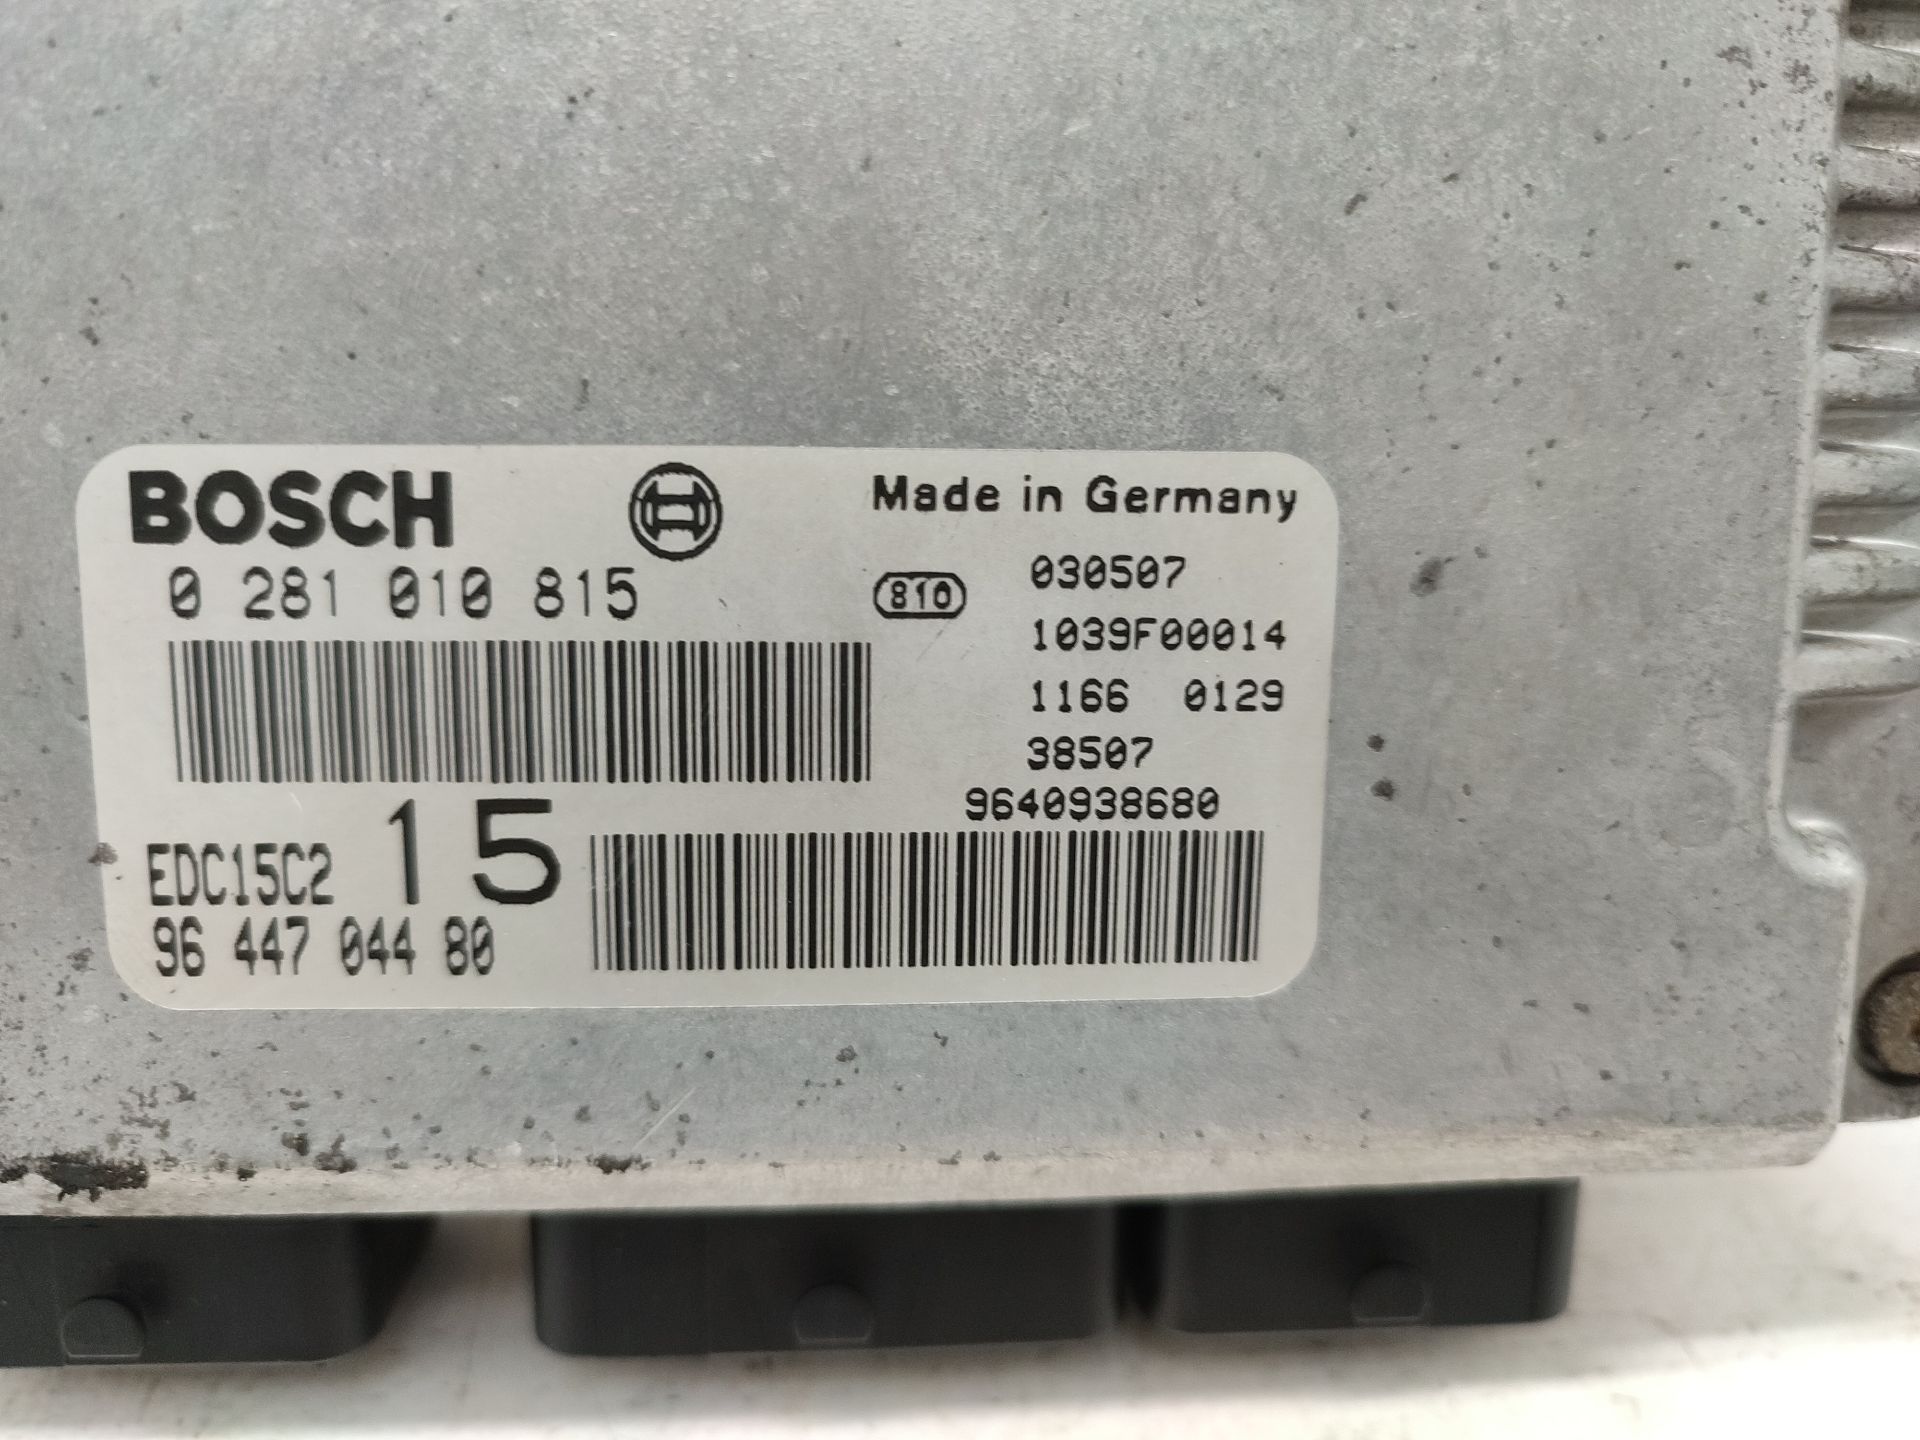 BOSCH
Made in Germany
0 281 010 815
810
030507
1039F00014
1166 0129
38507
9640938680
EDC15C2
15
96 447 044 80